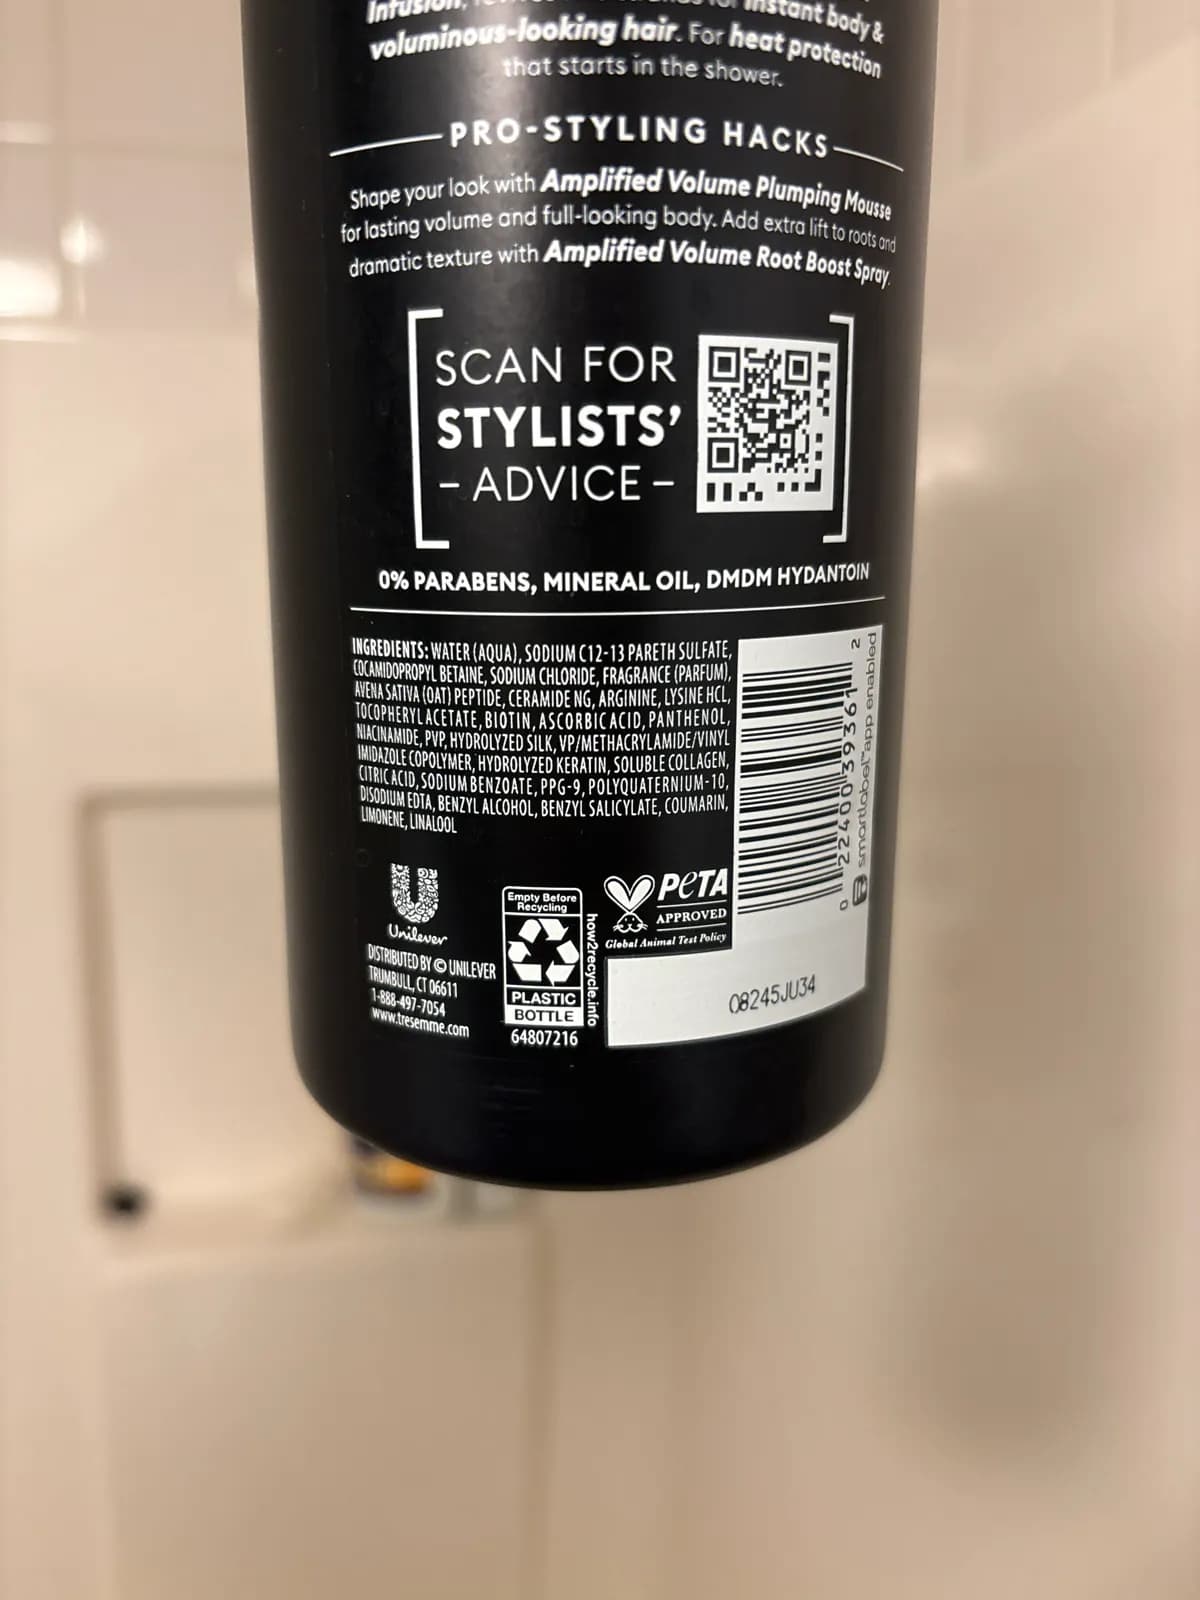 Infusion, instant body &
voluminous-looking hair. For heat protection
that starts in the shower.
PRO-STYLING HACKS
Shape your look with Amplified Volume Plumping Mousse
for lasting volume and full-looking body. Add extra lift to roots and
dramatic texture with Amplified Volume Root Boost Spray.
SCAN FOR
STYLISTS'
- ADVICE -
0% PARABENS, MINERAL OIL, DMDM HYDANTOIN
INGREDIENTS: WATER (AQUA), SODIUM C12-13 PARETH SULFATE,
COCAMIDOPROPYL BETAINE, SODIUM CHLORIDE, FRAGRANCE (PARFUM),
AVENA SATIVA (OAT) PEPTIDE, CERAMIDE NG, ARGININE, LYSINE HCL,
TOCOPHERYL ACETATE, BIOTIN, ASCORBIC ACID, PANTHENOL,
NIACINAMIDE, PVP, HYDROLYZED SILK, VP/METHACRYLAMIDE/VINYL
IMIDAZOLE COPOLYMER, HYDROLYZED KERATIN, SOLUBLE COLLAGEN,
CITRIC ACID, SODIUM BENZOATE, PPG-9, POLYQUATERNIUM-10,
DISODIUM EDTA, BENZYL ALCOHOL, BENZYL SALICYLATE, COUMARIN,
LIMONENE, LINALOOL
0 22400 39361 2
smartlabel™ app enabled
Unilever
DISTRIBUTED BY © UNILEVER
TRUMBULL, CT 06611
1-888-497-7054
www.tresemme.com
Empty Before
Recycling
PLASTIC
BOTTLE
how2recycle.info
64807216
PETA
APPROVED
Global Animal Test Policy
08245JU34